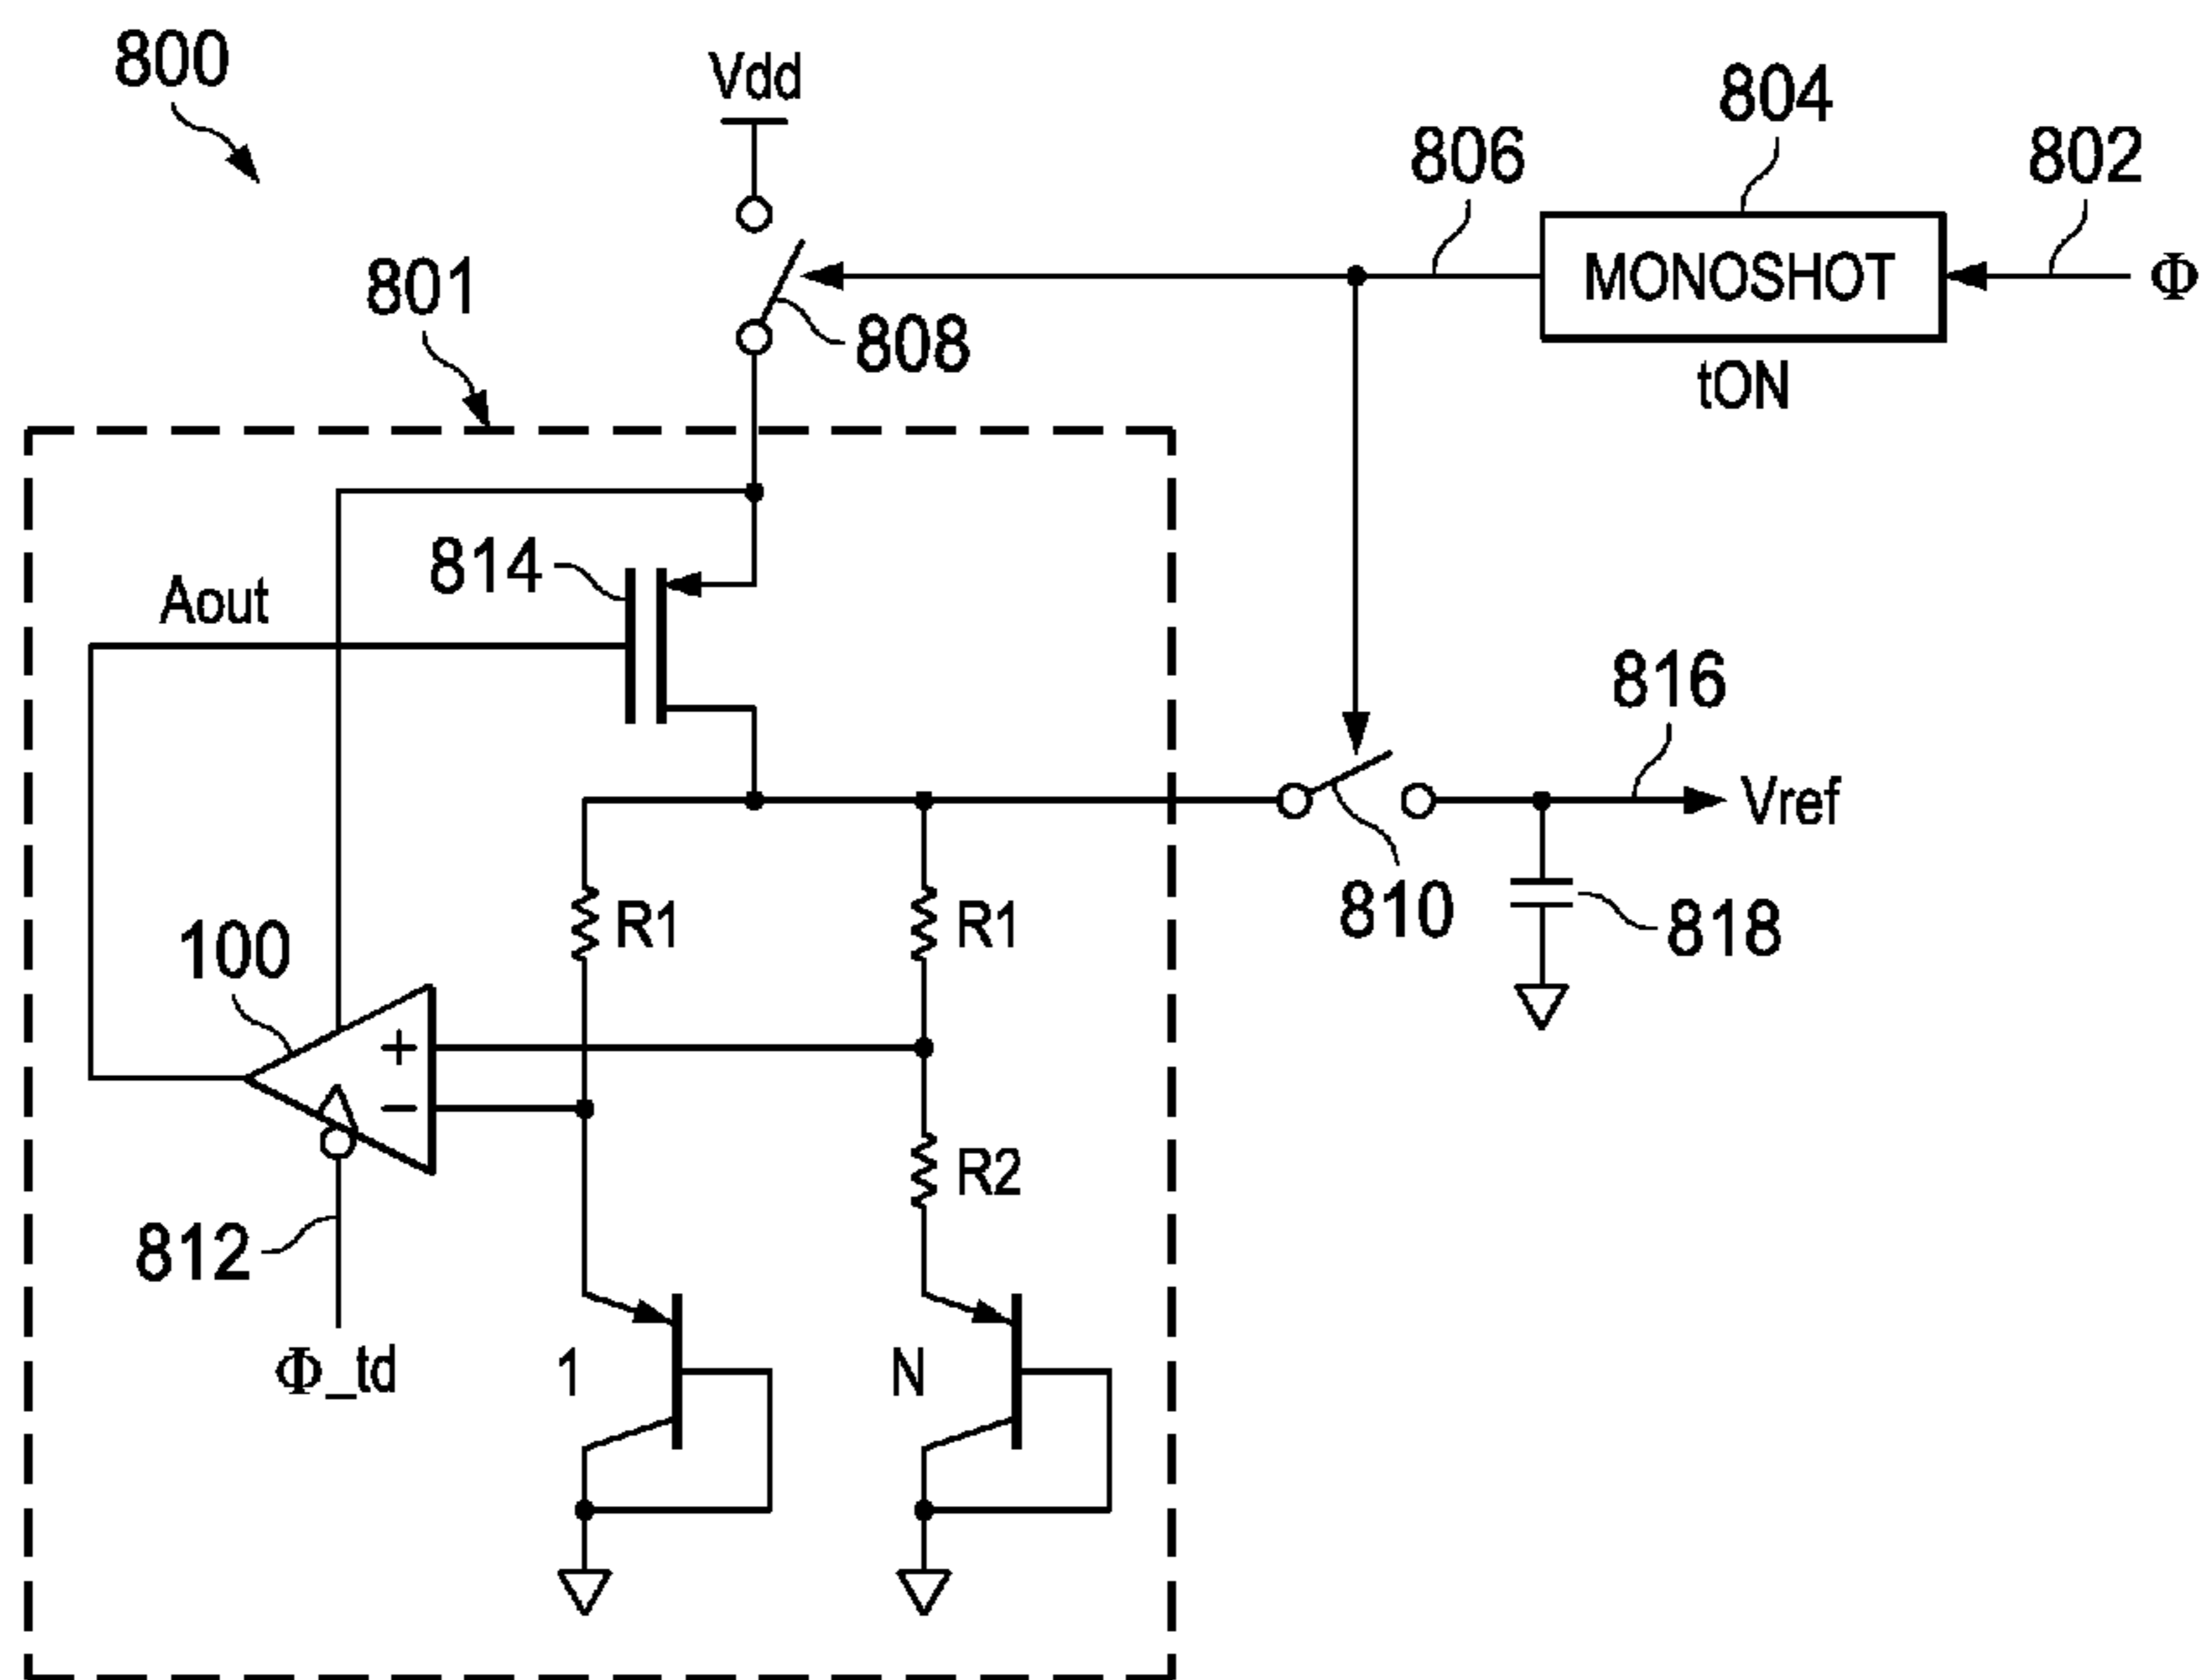 800
Vdd
804
806
802
MONOSHOT
Φ
801
808
tON
814
Aout
816
Vref
R1
R1
810
818
100
+
−
R2
812
Φ_td
1
N